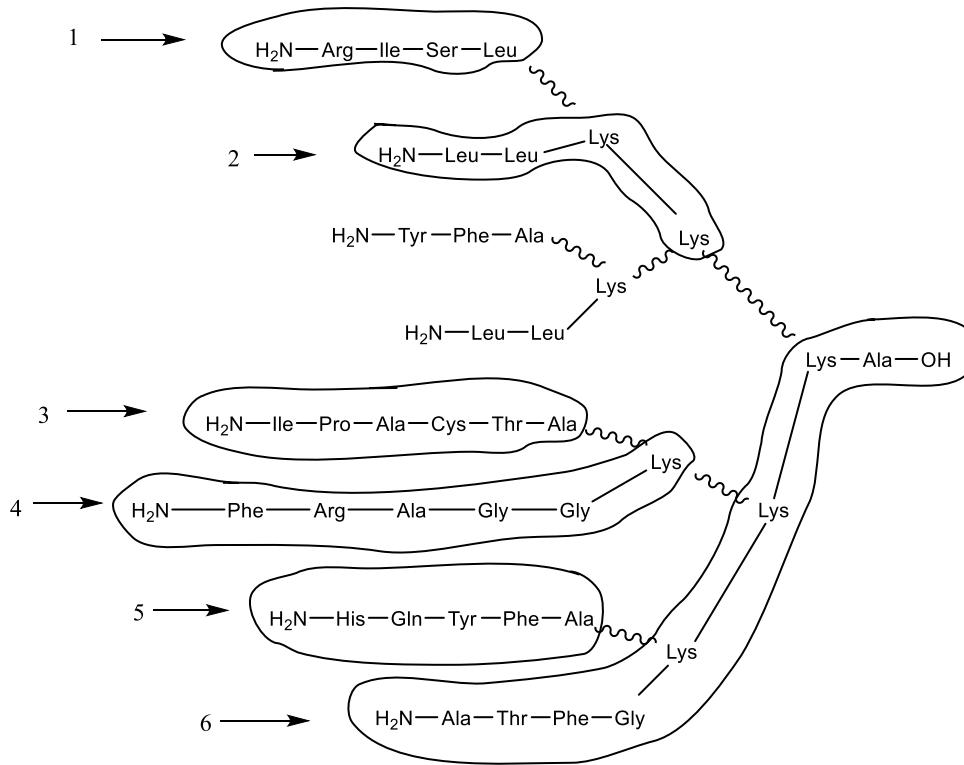 1
H₂N—Arg—Ile—Ser—Leu
Lys
2
H₂N—Leu—Leu
H₂N—Tyr—Phe—Ala
Lys
Lys
H₂N—Leu—Leu
Lys—Ala—OH
3
H₂N—Ile—Pro—Ala—Cys—Thr—Ala
Lys
4
H₂N—Phe—Arg—Ala—Gly—Gly
Lys
5
H₂N—His—Gln—Tyr—Phe—Ala
Lys
6
H₂N—Ala—Thr—Phe—Gly